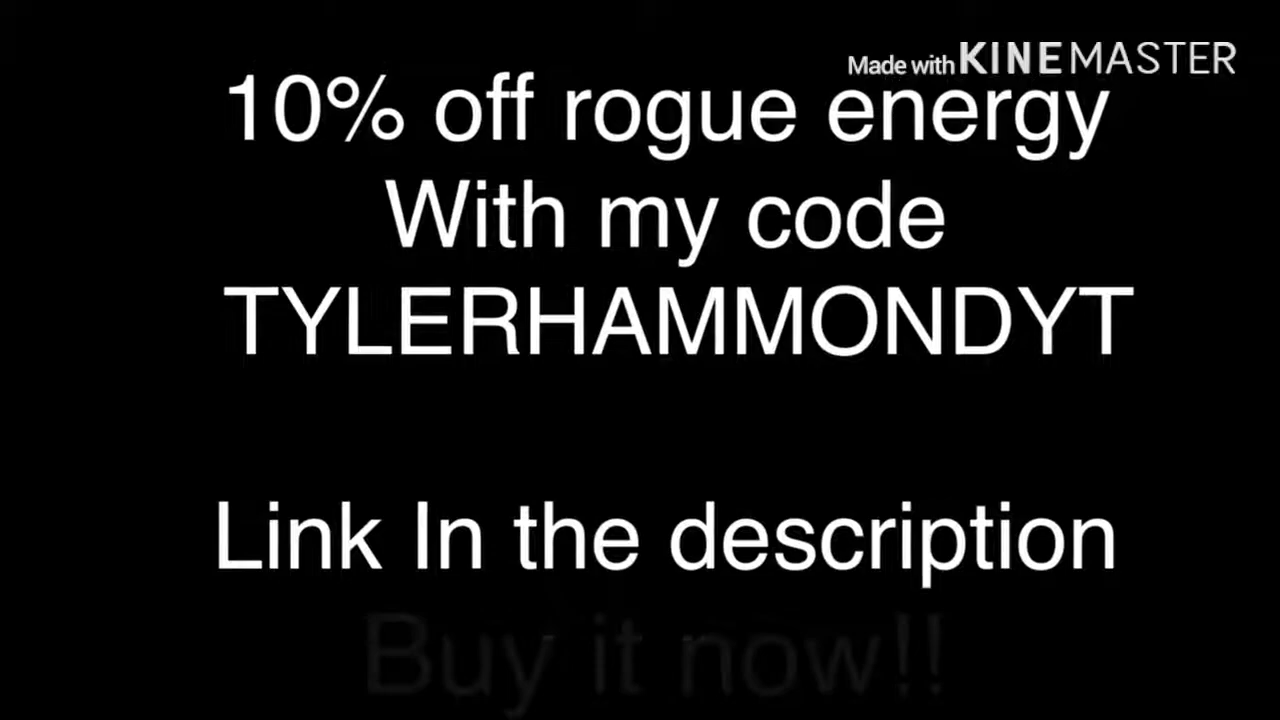 Made with KINEMASTER
10% off rogue energy
With my code
TYLERHAMMONDYT
Link In the description
Buy it now!!